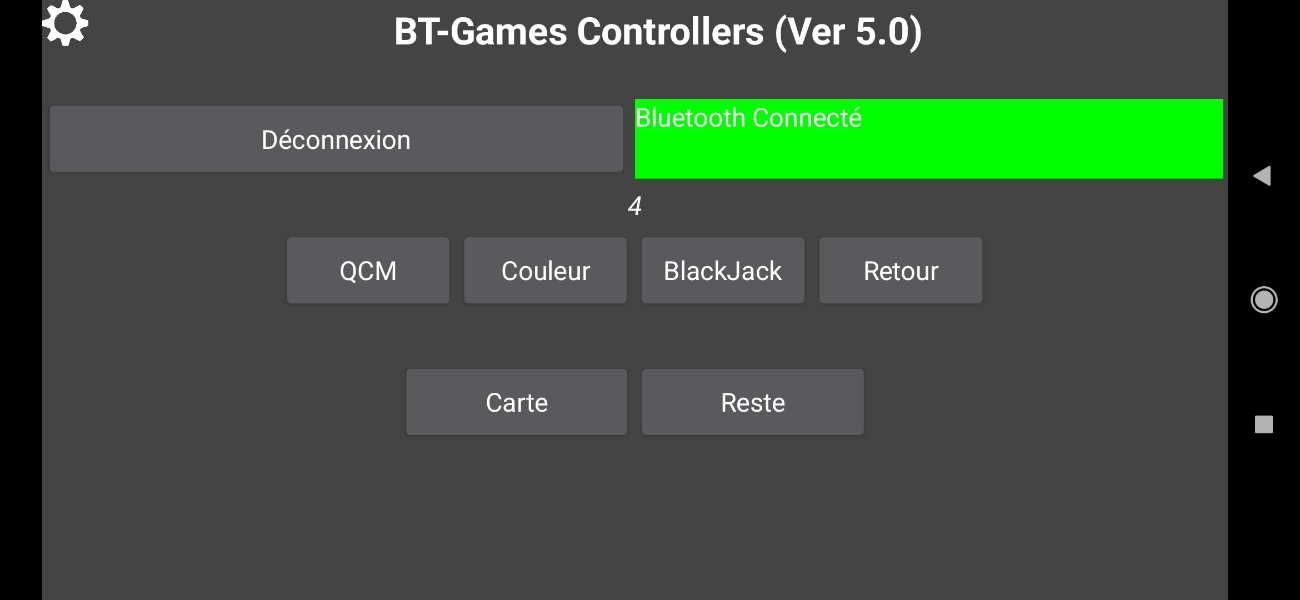 BT-Games Controllers (Ver 5.0)
Déconnexion
Bluetooth Connecté
4
QCM
Couleur
BlackJack
Retour
Carte
Reste